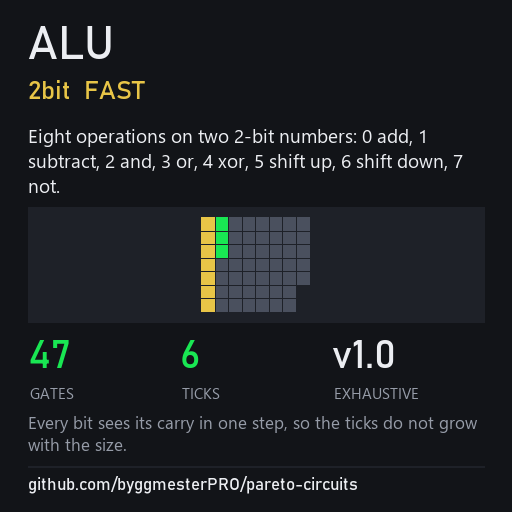 ALU
2bit FAST
Eight operations on two 2-bit numbers: 0 add, 1
subtract, 2 and, 3 or, 4 xor, 5 shift up, 6 shift down, 7
not.
47 6 v1.0
GATES TICKS EXHAUSTIVE
Every bit sees its carry in one step, so the ticks do not grow
with the size.
github.com/byggmesterPRO/pareto-circuits